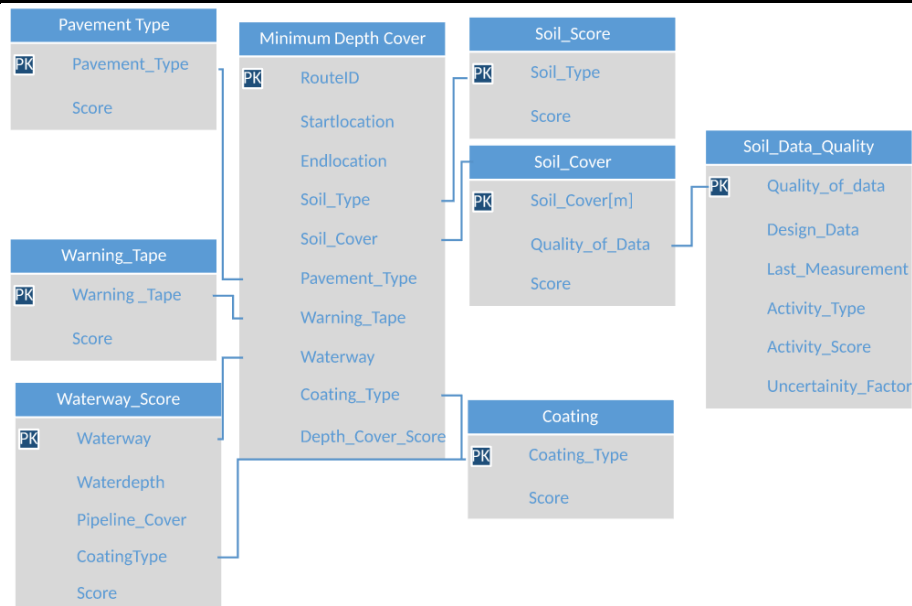 Pavement Type
PK Pavement_Type
Score
Minimum Depth Cover
PK RouteID
Startlocation
Endlocation
Soil_Type
Soil_Cover
Pavement_Type
Warning_Tape
Waterway
Coating_Type
Depth_Cover_Score
Soil_Score
PK Soil_Type
Score
Soil_Cover
PK Soil_Cover[m]
Quality_of_Data
Score
Soil_Data_Quality
PK Quality_of_data
Design_Data
Last_Measurement
Activity_Type
Activity_Score
Uncertainity_Factor
Warning_Tape
PK Warning _Tape
Score
Waterway_Score
PK Waterway
Waterdepth
Pipeline_Cover
CoatingType
Score
Coating
PK Coating_Type
Score